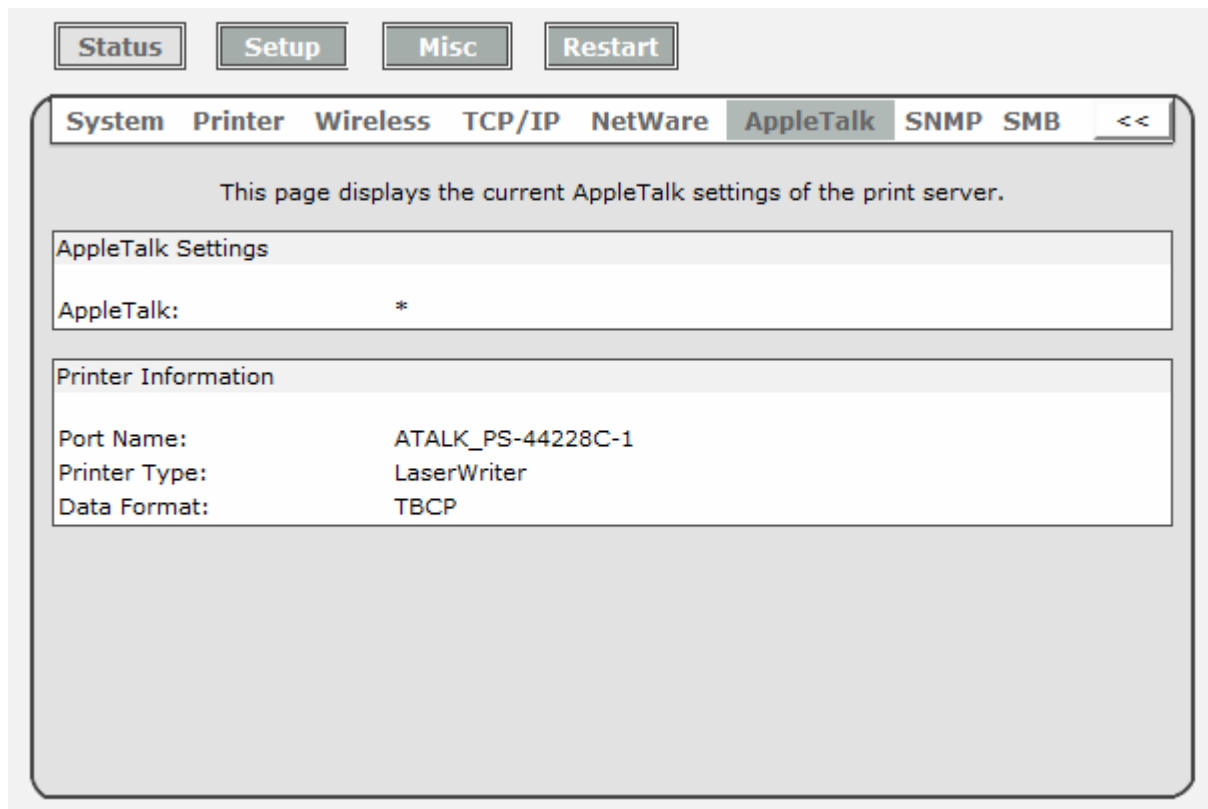 Status Setup Misc Restart
System Printer Wireless TCP/IP NetWare AppleTalk SNMP SMB <<
This page displays the current AppleTalk settings of the print server.
AppleTalk Settings
AppleTalk: *
Printer Information
Port Name: ATALK_PS-44228C-1
Printer Type: LaserWriter
Data Format: TBCP